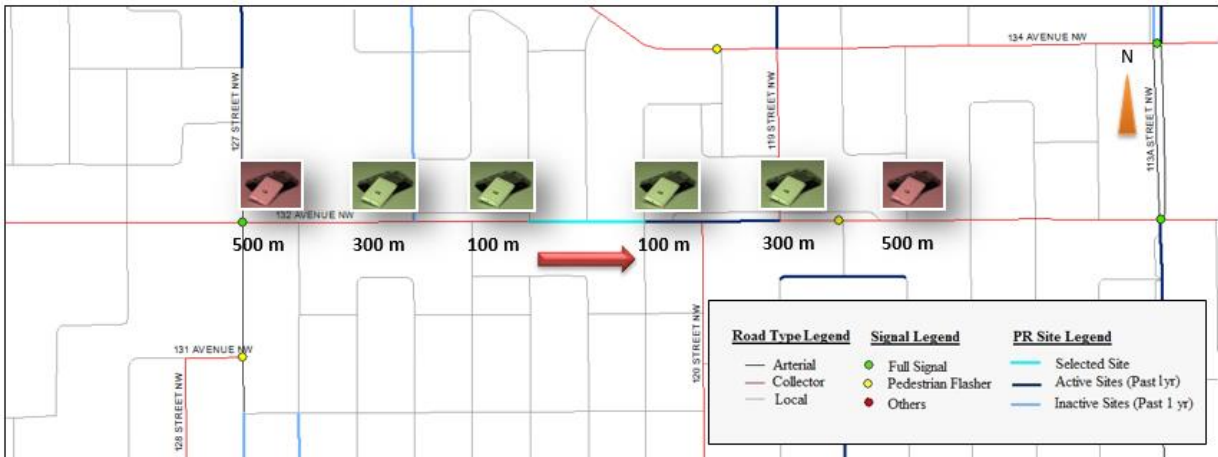 134 AVENUE NW
N
127 STREET NW
119 STREET NW
113A STREET NW
132 AVENUE NW
500 m
300 m
100 m
100 m
300 m
500 m
131 AVENUE NW
128 STREET NW
120 STREET NW
Road Type Legend
Arterial
Collector
Local
Signal Legend
Full Signal
Pedestrian Flasher
Others
PR Site Legend
Selected Site
Active Sites (Past 1yr)
Inactive Sites (Past 1 yr)